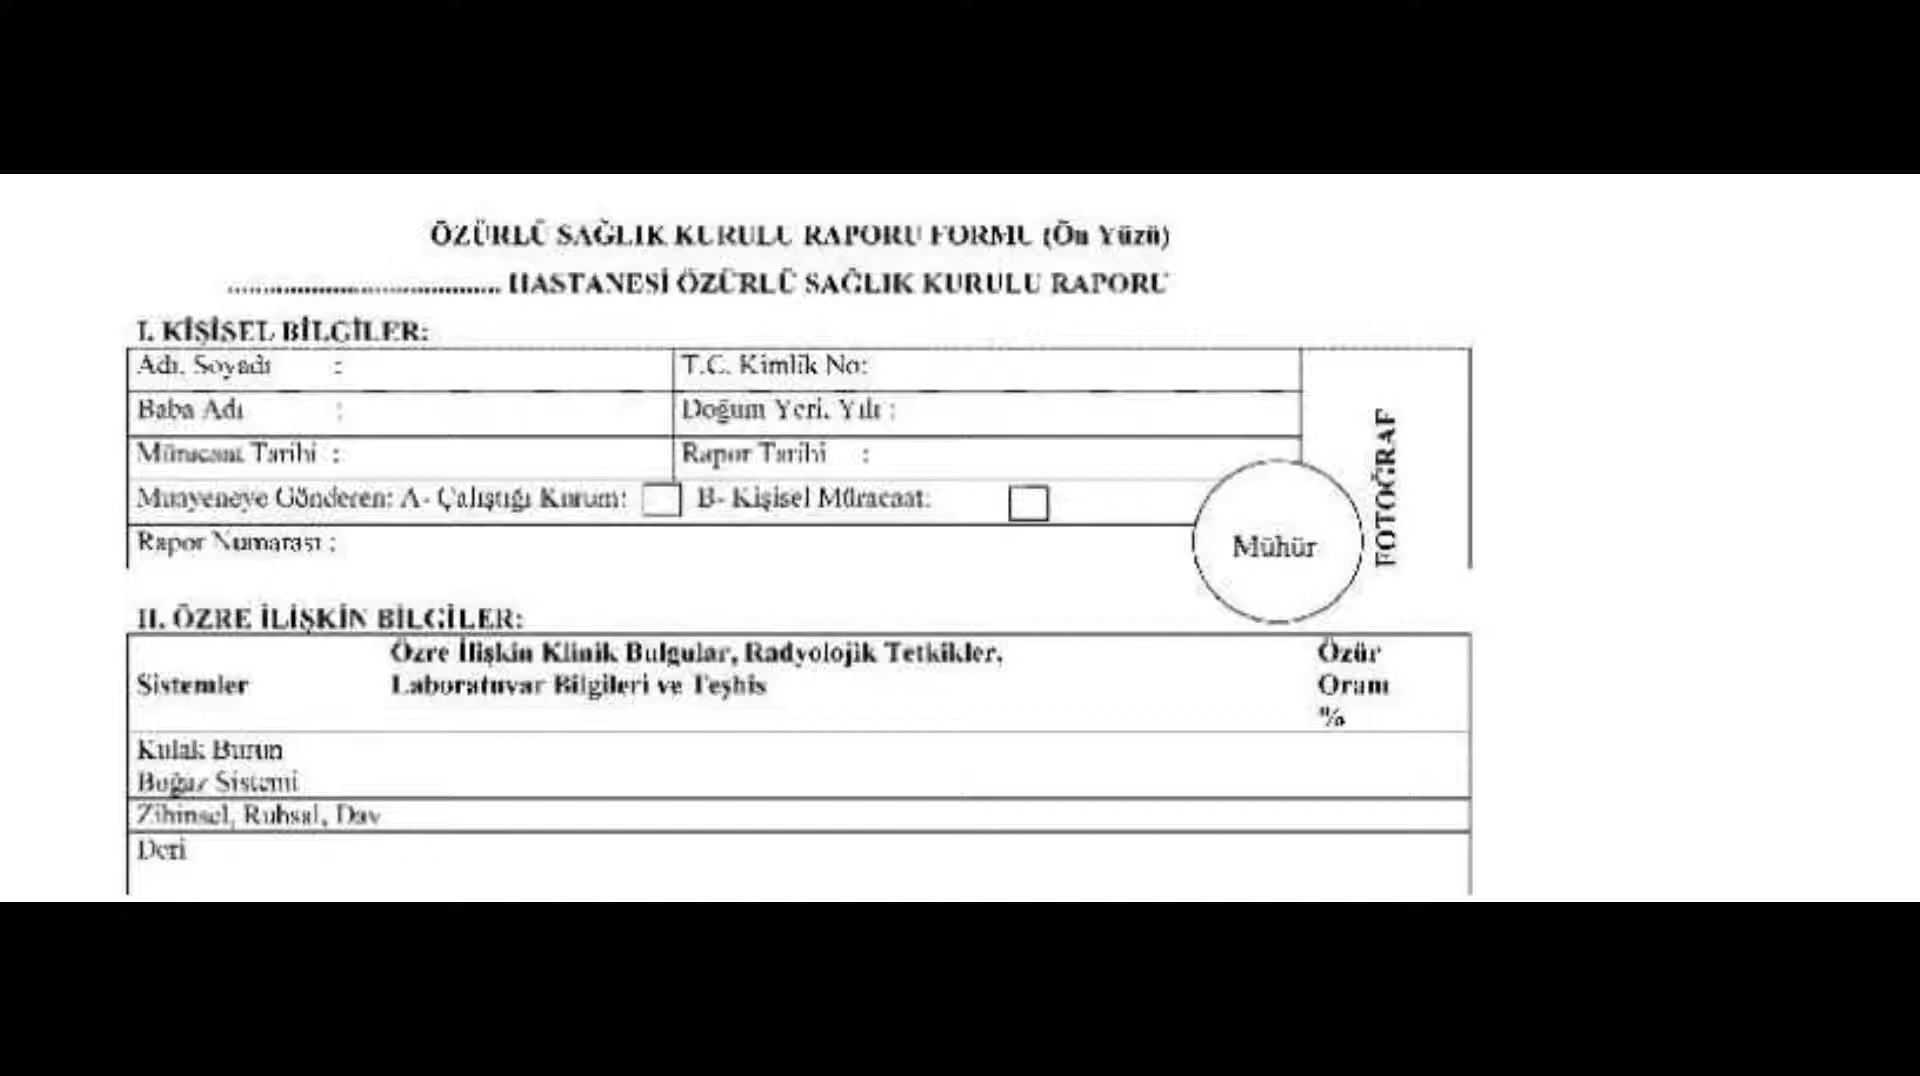 ÖZÜRLÜ SAĞLIK KURULU RAPORU FORMU (Ön Yüzü)
.................................. HASTANESİ ÖZÜRLÜ SAĞLIK KURULU RAPORU
I. KİŞİSEL BİLGİLER:
Adı, Soyadı : T.C. Kimlik No:
Baba Adı : Doğum Yeri, Yılı :
Müracaat Tarihi : Rapor Tarihi :
Muayeneye Gönderen: A- Çalıştığı Kurum: B- Kişisel Müracaat:
Rapor Numarası :
Mühür
FOTOĞRAF
II. ÖZRE İLİŞKİN BİLGİLER:
Sistemler
Özre İlişkin Klinik Bulgular, Radyolojik Tetkikler,
Laboratuvar Bilgileri ve Teşhis
Özür
Oranı
%
Kulak Burun
Boğaz Sistemi
Zihinsel, Ruhsal, Dav
Deri